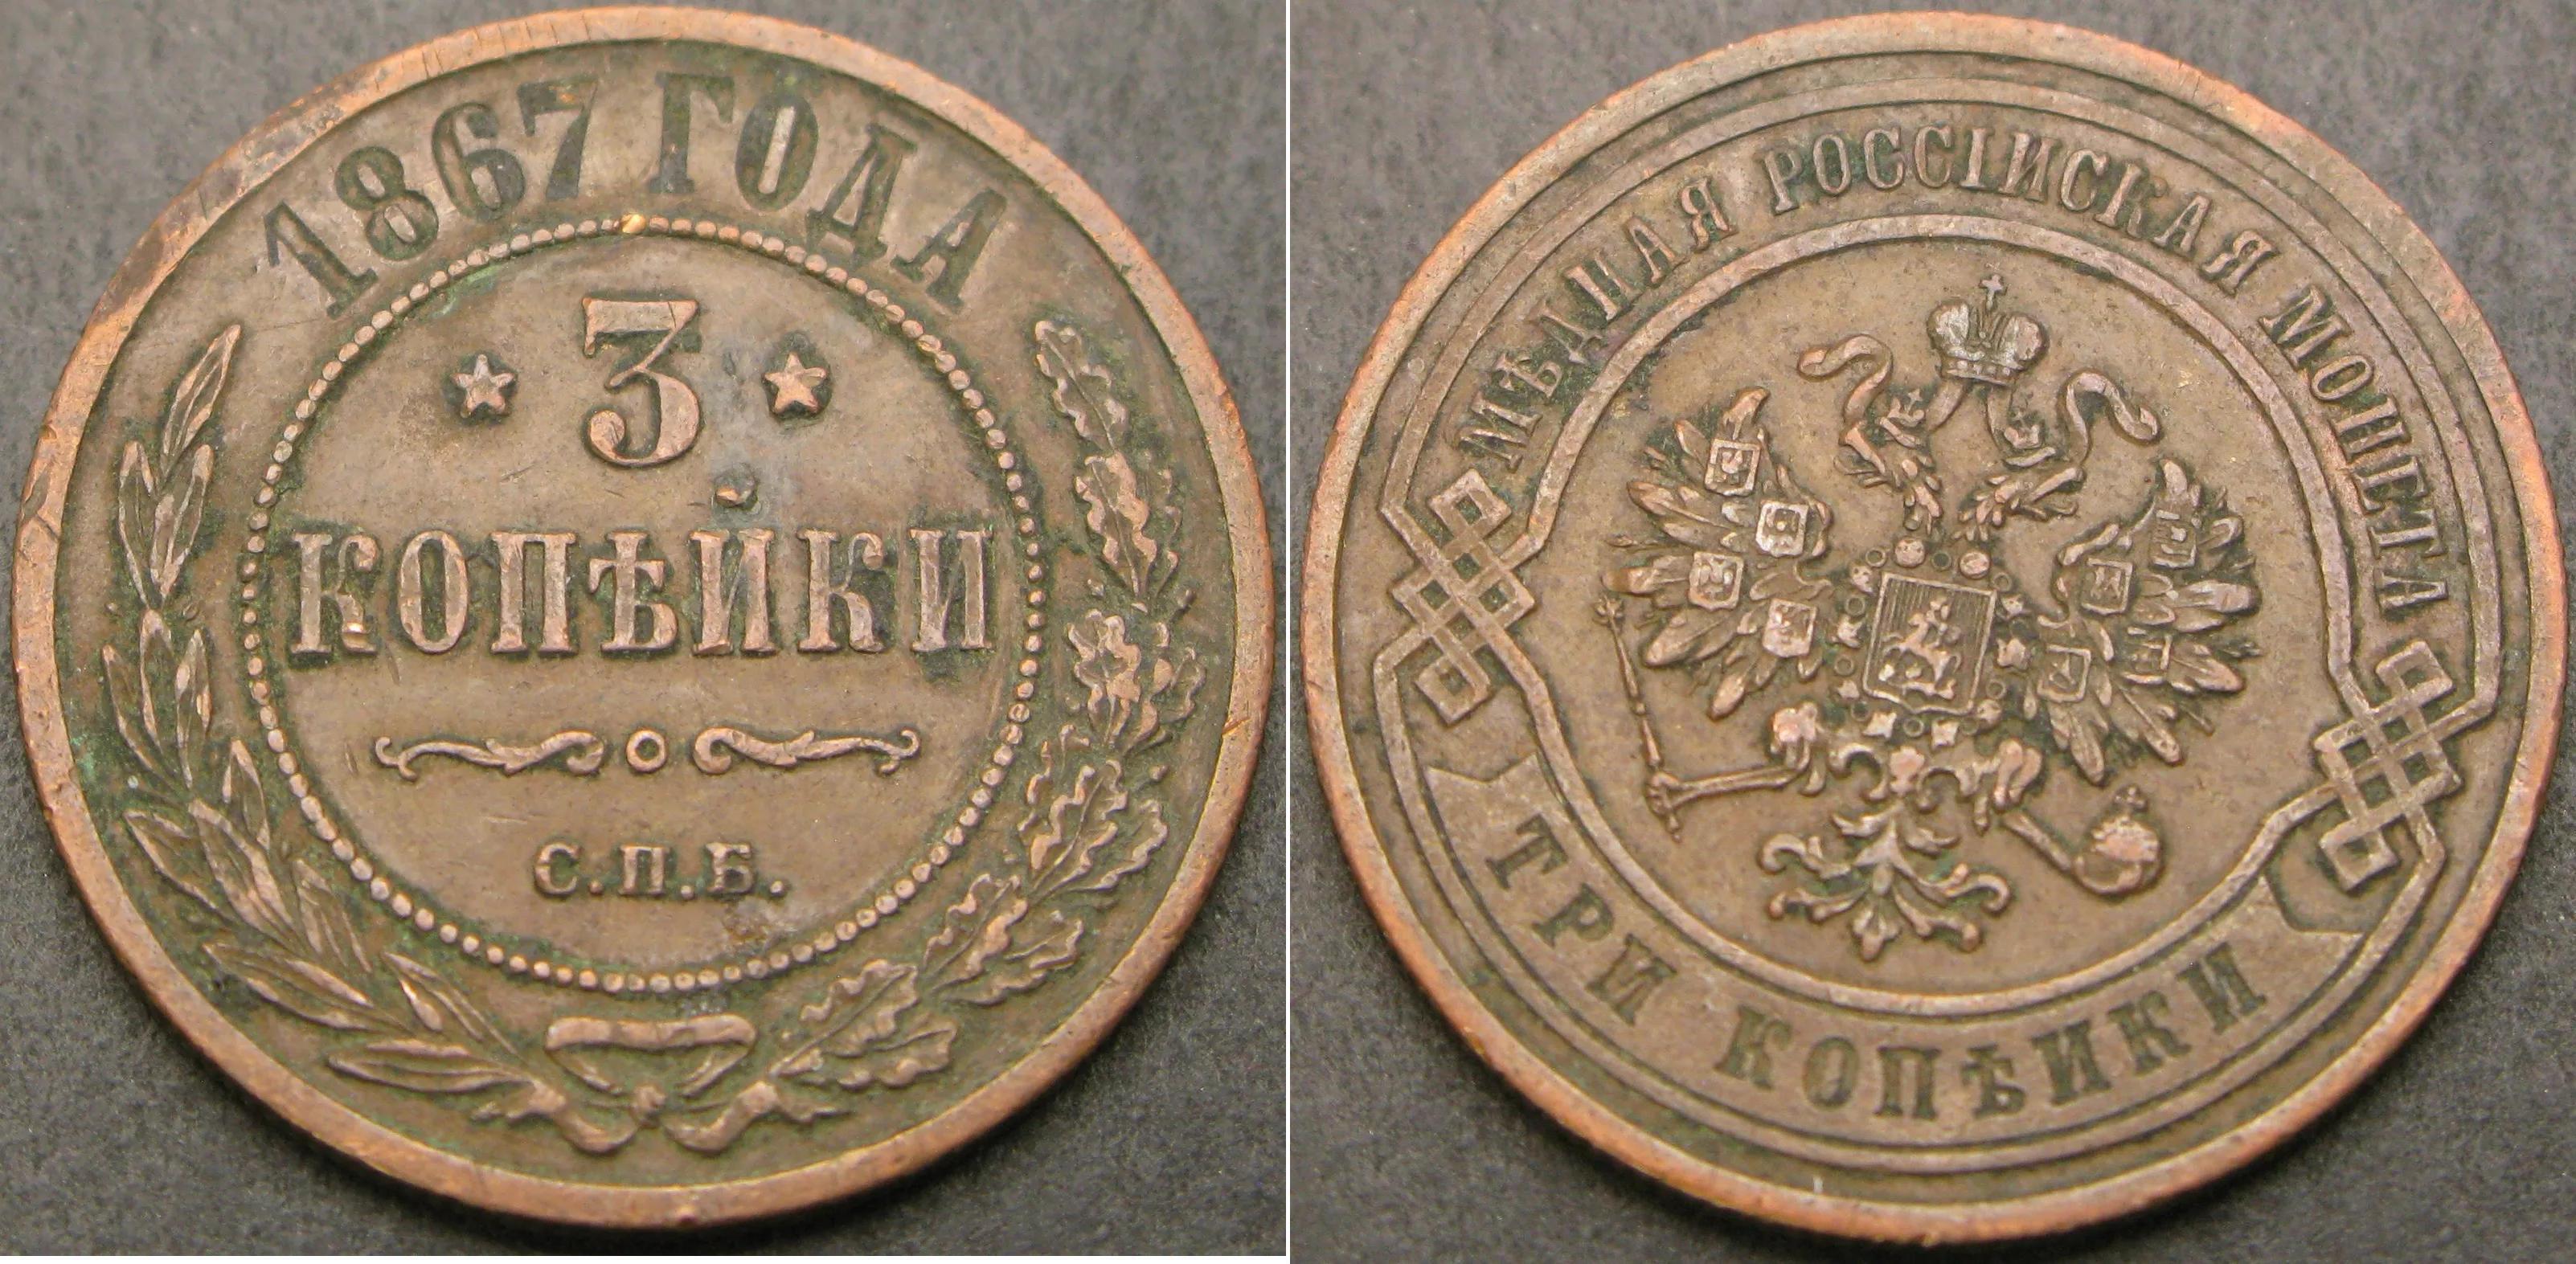 1867 ГОДА
3
КОПѢЙКИ
С.П.Б.
МѢДНАЯ РОССІЙСКАЯ МОНЕТА
ТРИ КОПѢЙКИ